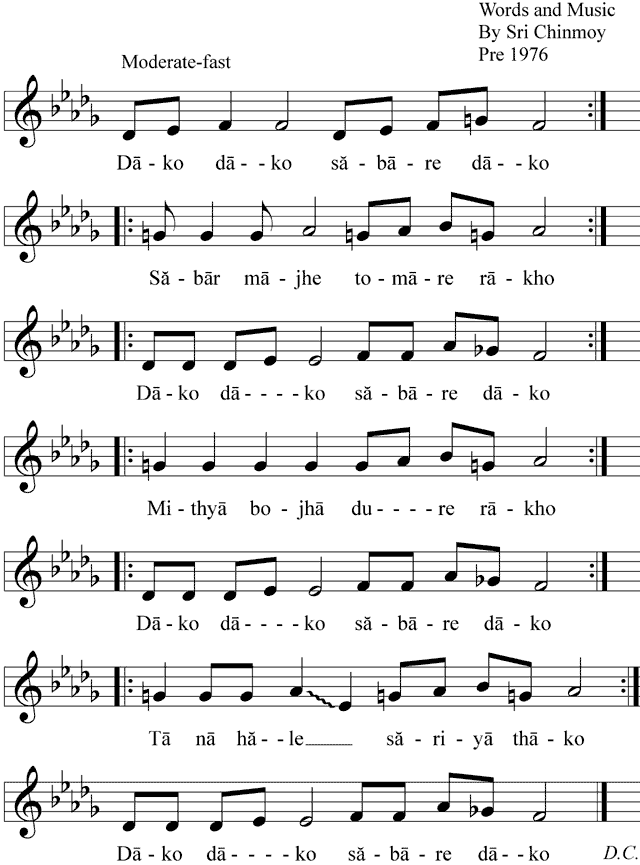 Words and Music
By Sri Chinmoy
Pre 1976
Moderate-fast
Dā - ko dā - - ko să - bā - re dā - - ko
Să - bār mā - jhe to - mā - re rā - kho
Dā - ko dā - - - - ko să - bā - re dā - ko
Mi - thyā bo - jhā du - - - - re rā - kho
Dā - ko dā - - - - ko să - bā - re dā - ko
Tā nā hă - - le să - ri - yā thā - ko
Dā - ko dā - - - - ko să - bā - re dā - - ko D.C.